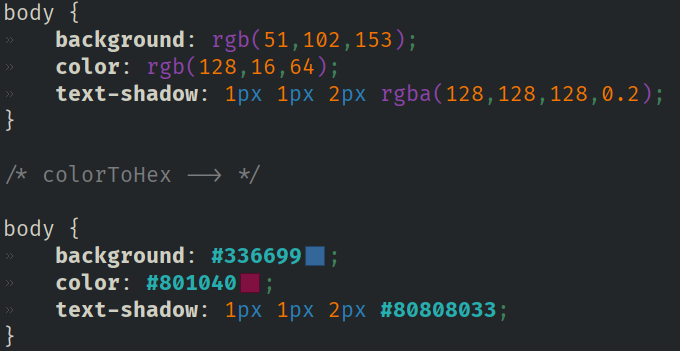 body {
»   background: rgb(51,102,153);
»   color: rgb(128,16,64);
»   text-shadow: 1px 1px 2px rgba(128,128,128,0.2);
}
/* colorToHex --> */
body {
»   background: #336699 ;
»   color: #801040 ;
»   text-shadow: 1px 1px 2px #80808033;
}